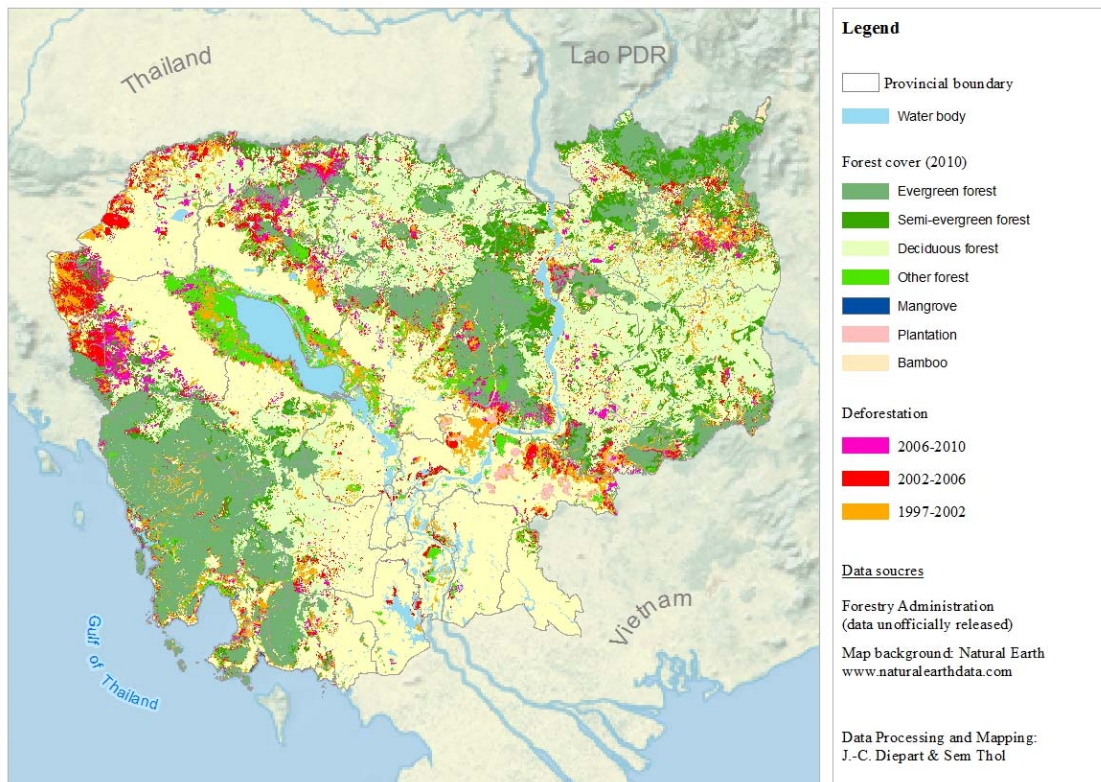 Thailand
Lao PDR
Vietnam
Gulf of Thailand
Legend
Provincial boundary
Water body
Forest cover (2010)
Evergreen forest
Semi-evergreen forest
Deciduous forest
Other forest
Mangrove
Plantation
Bamboo
Deforestation
2006-2010
2002-2006
1997-2002
Data soucres
Forestry Administration
(data unofficially released)
Map background: Natural Earth
www.naturalearthdata.com
Data Processing and Mapping:
J.-C. Diepart & Sem Thol